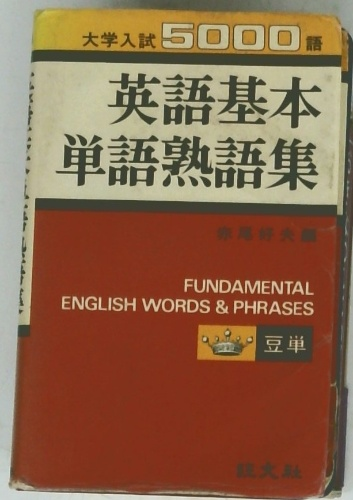 大学入試5000語
英語基本
単語熟語集
赤尾好夫編
FUNDAMENTAL
ENGLISH WORDS & PHRASES
豆単
旺文社